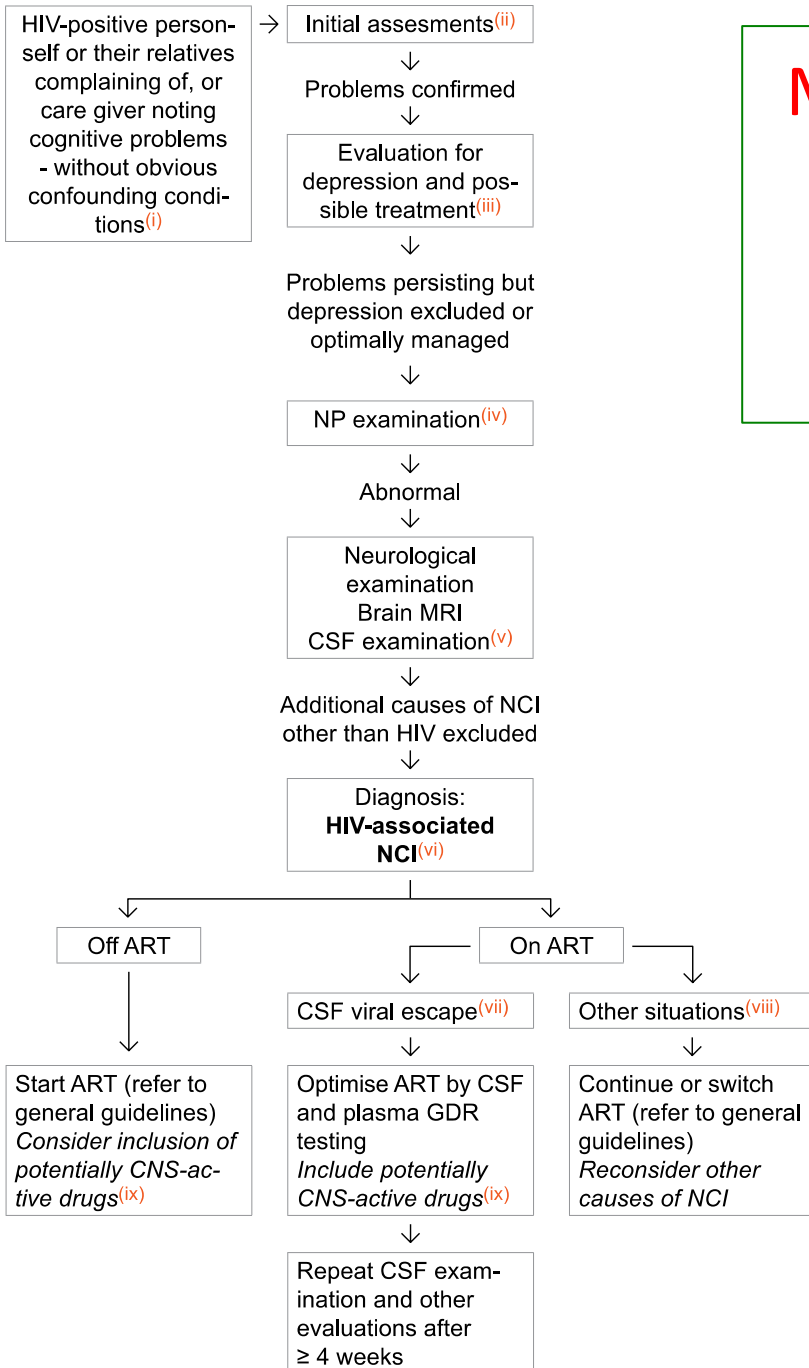 HIV-positive person-
self or their relatives
complaining of, or
care giver noting
cognitive problems
- without obvious
confounding condi-
tions(i)
Initial assesments(ii)
Problems confirmed
Evaluation for
depression and pos-
sible treatment(iii)
Problems persisting but
depression excluded or
optimally managed
NP examination(iv)
Abnormal
Neurological
examination
Brain MRI
CSF examination(v)
Additional causes of NCI
other than HIV excluded
Diagnosis:
HIV-associated
NCI(vi)
Off ART
On ART
CSF viral escape(vii)
Other situations(viii)
Start ART (refer to
general guidelines)
Consider inclusion of
potentially CNS-ac-
tive drugs(ix)
Optimise ART by CSF
and plasma GDR
testing
Include potentially
CNS-active drugs(ix)
Continue or switch
ART (refer to general
guidelines)
Reconsider other
causes of NCI
Repeat CSF exam-
ination and other
evaluations after
≥ 4 weeks